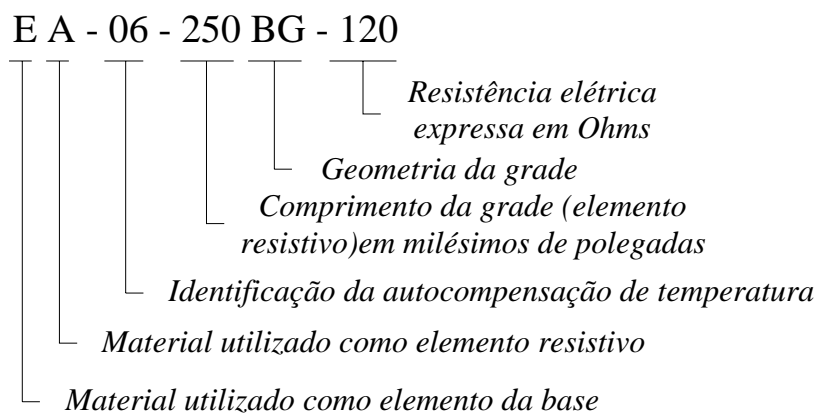 E A - 06 - 250 BG - 120
Resistência elétrica
expressa em Ohms
Geometria da grade
Comprimento da grade (elemento
resistivo)em milésimos de polegadas
Identificação da autocompensação de temperatura
Material utilizado como elemento resistivo
Material utilizado como elemento da base